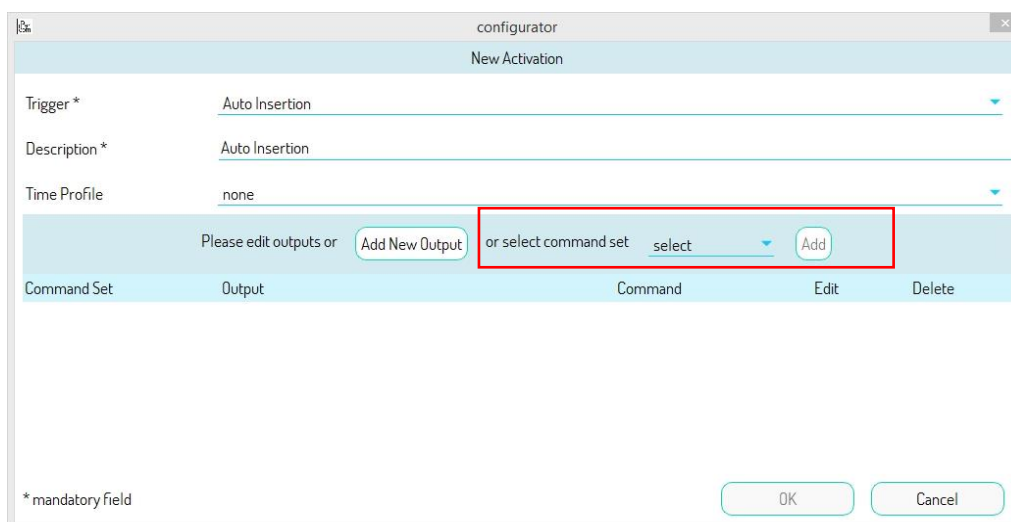 configurator
New Activation
Trigger * Auto Insertion
Description * Auto Insertion
Time Profile none
Please edit outputs or Add New Output or select command set select Add
Command Set Output Command Edit Delete
* mandatory field OK Cancel